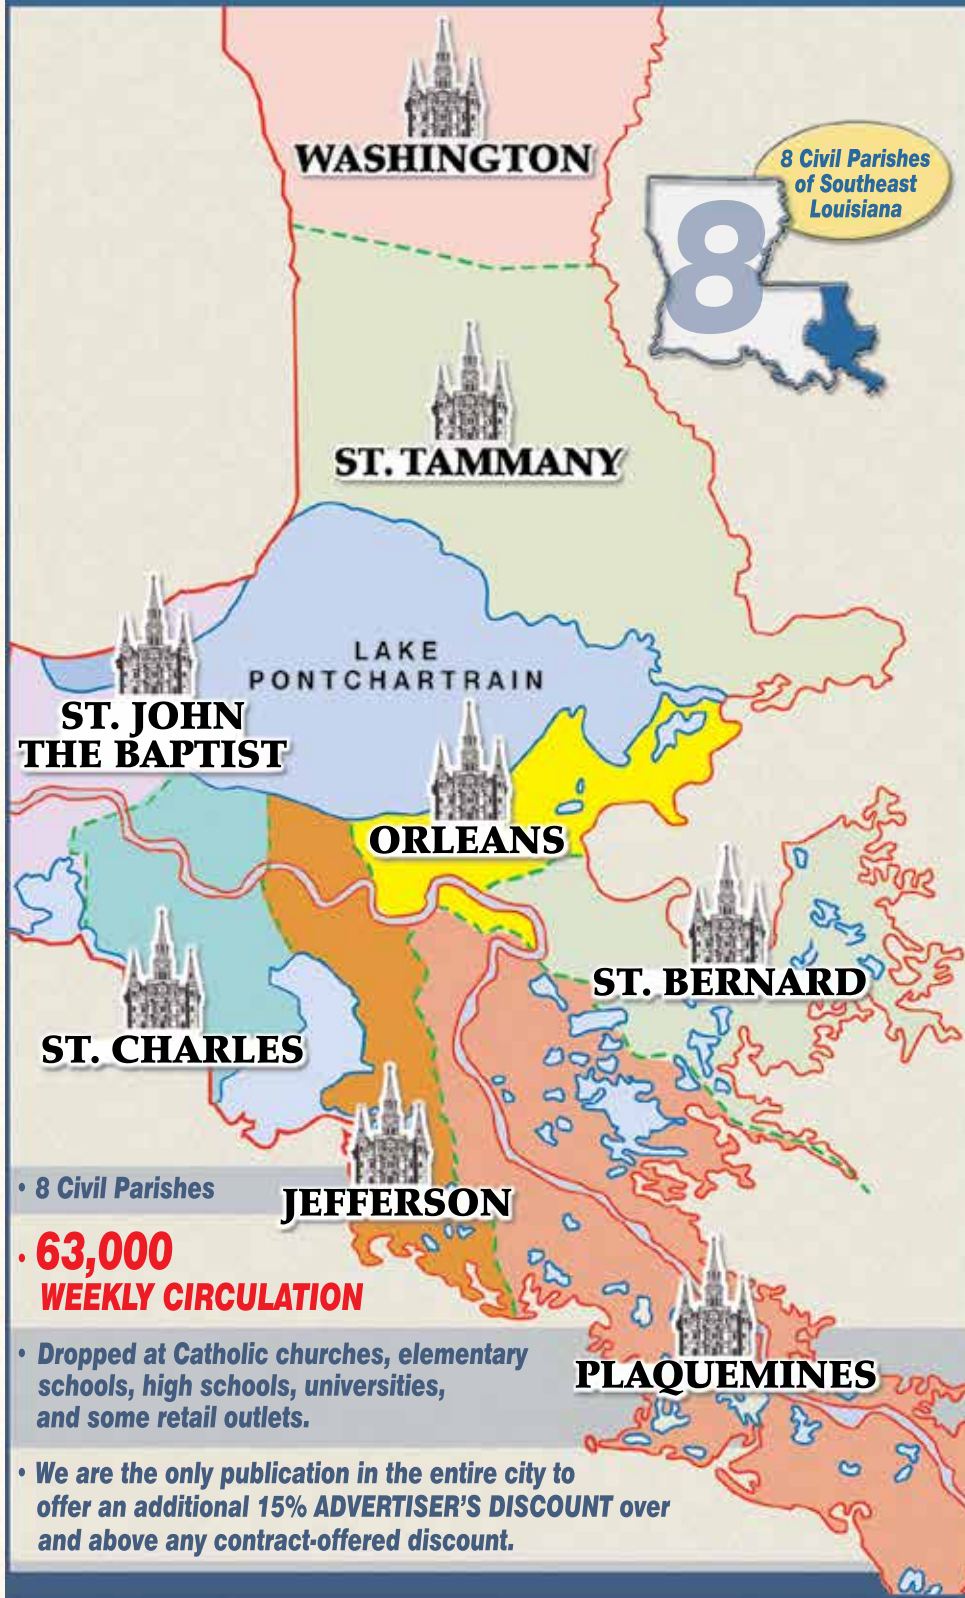 WASHINGTON
8 Civil Parishes
of Southeast
Louisiana
8
ST. TAMMANY
LAKE
PONTCHARTRAIN
ST. JOHN
THE BAPTIST
ORLEANS
ST. BERNARD
ST. CHARLES
JEFFERSON
PLAQUEMINES
• 8 Civil Parishes
• 63,000
WEEKLY CIRCULATION
• Dropped at Catholic churches, elementary
schools, high schools, universities,
and some retail outlets.
• We are the only publication in the entire city to
offer an additional 15% ADVERTISER'S DISCOUNT over
and above any contract-offered discount.